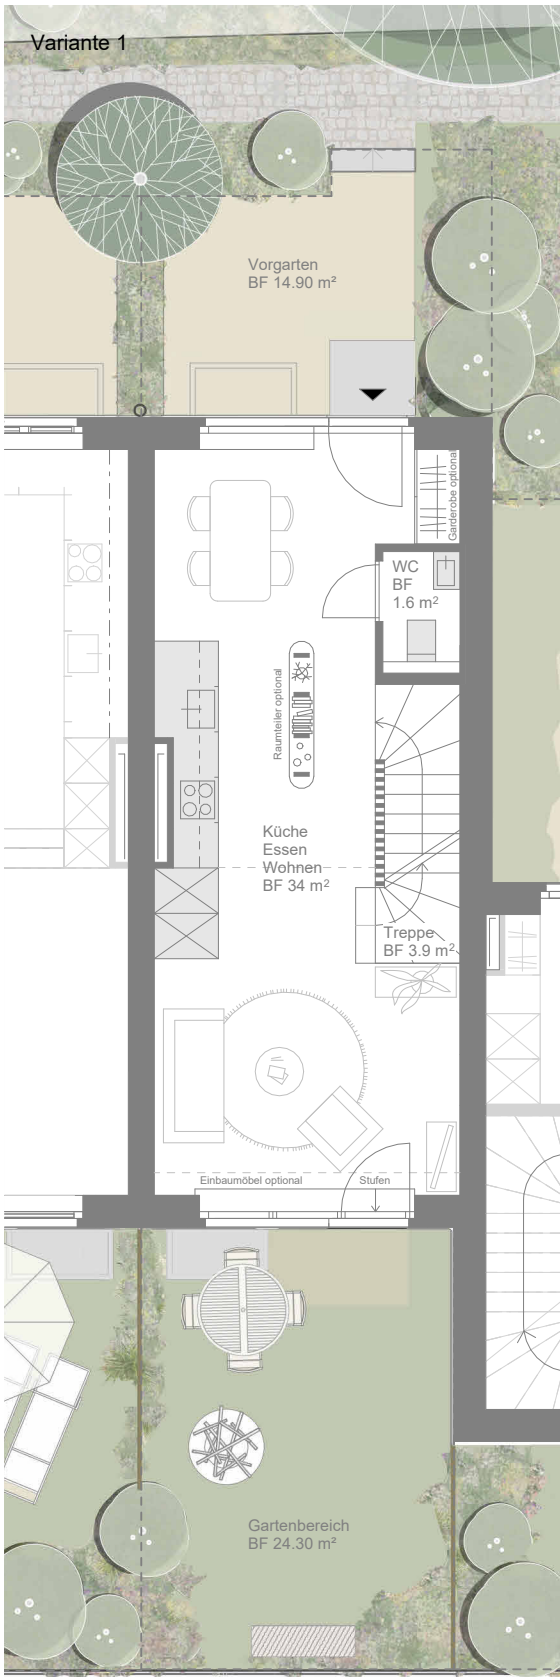 Variante 1
Vorgarten
BF 14.90 m²
Garderobe optional
WC
BF
1.6 m²
Raumteiler optional
Küche
Essen
Wohnen
BF 34 m²
Treppe
BF 3.9 m²
Einbaumöbel optional
Stufen
Gartenbereich
BF 24.30 m²